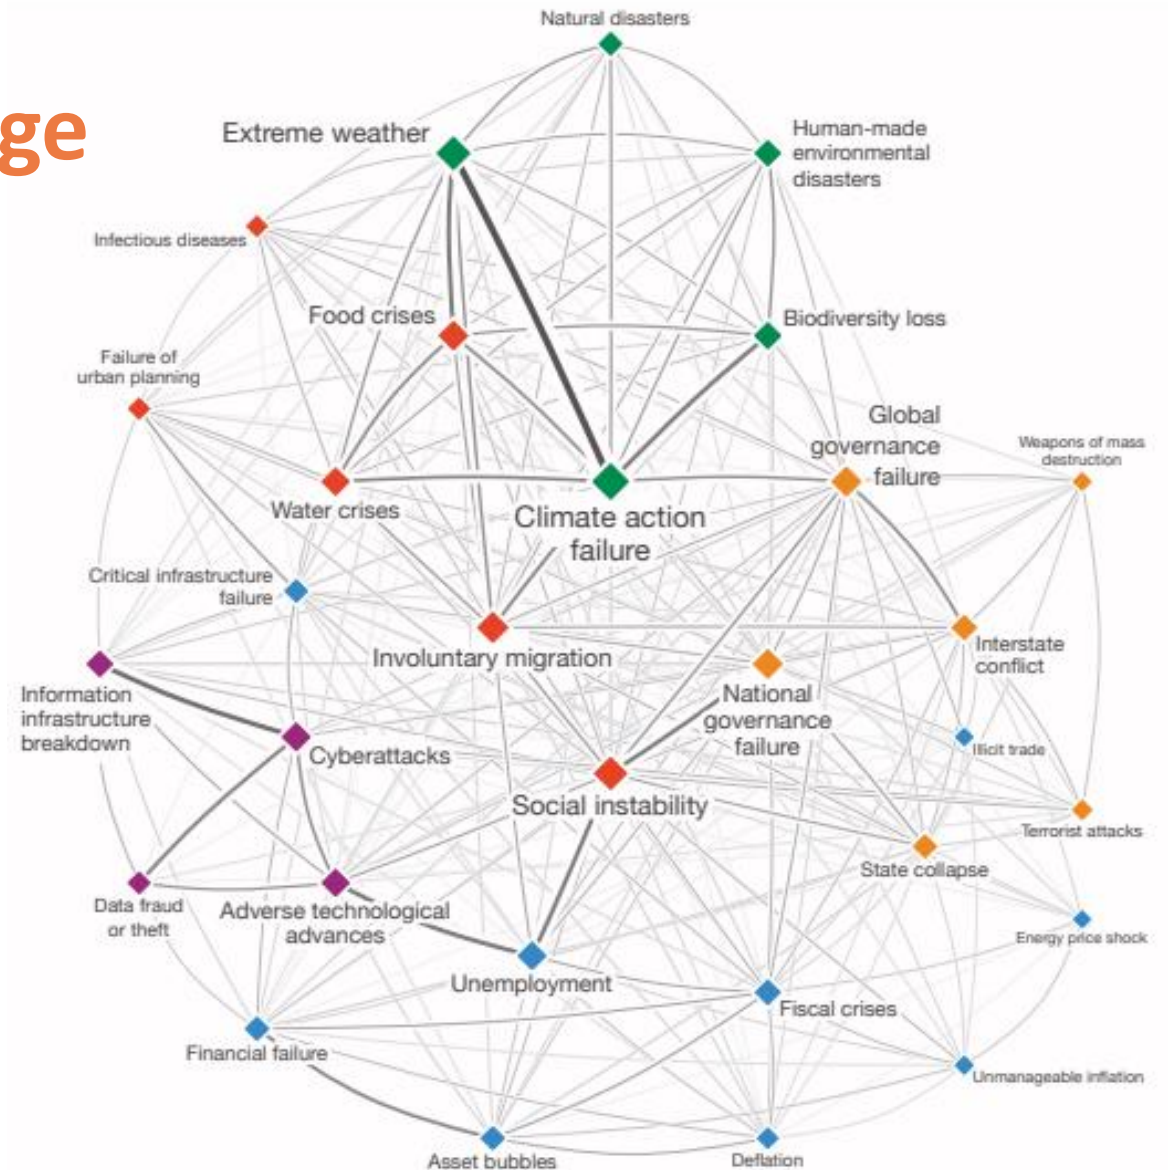 Natural disasters
ge
Extreme weather
Human-made
environmental
disasters
Infectious diseases
Food crises
Biodiversity loss
Failure of
urban planning
Global
governance
failure
Weapons of mass
destruction
Water crises
Climate action
failure
Critical infrastructure
failure
Involuntary migration
Interstate
conflict
Information
infrastructure
breakdown
National
governance
failure
Cyberattacks
Illicit trade
Social instability
Terrorist attacks
State collapse
Data fraud
or theft
Adverse technological
advances
Energy price shock
Unemployment
Fiscal crises
Financial failure
Unmanageable inflation
Asset bubbles
Deflation